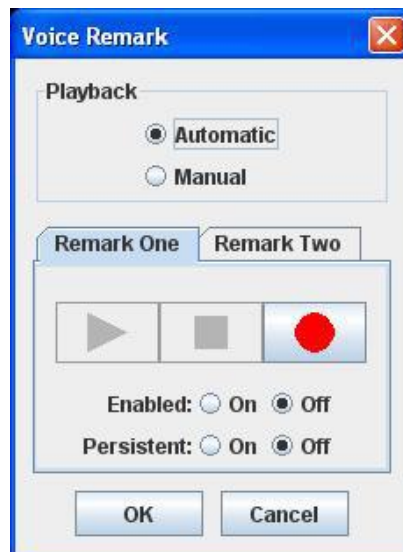 Voice Remark
Playback
Automatic
Manual
Remark One Remark Two
Enabled: On Off
Persistent: On Off
OK Cancel